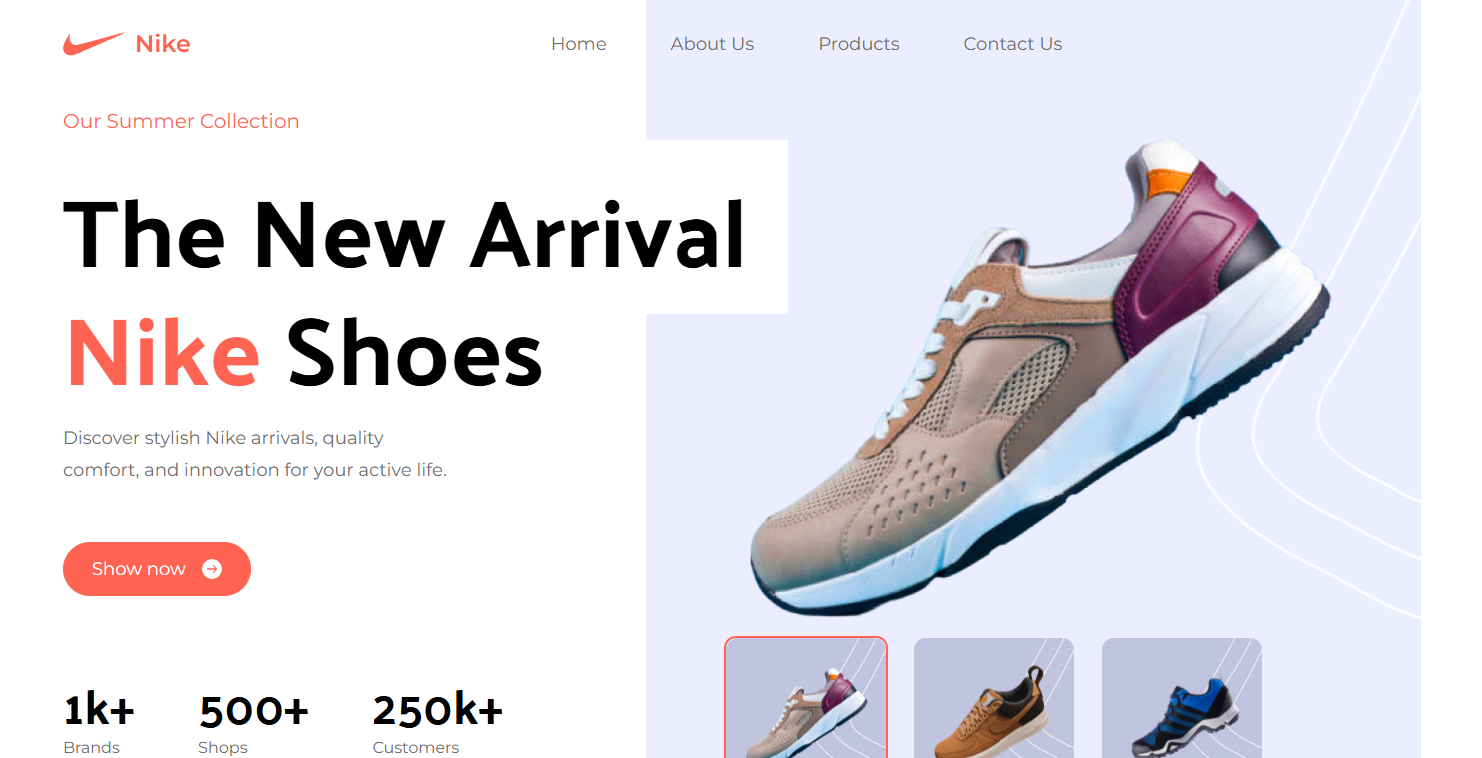 Nike
Home
About Us
Products
Contact Us
Our Summer Collection
The New Arrival
Nike Shoes
Discover stylish Nike arrivals, quality
comfort, and innovation for your active life.
Show now
1k+
500+
250k+
Brands
Shops
Customers